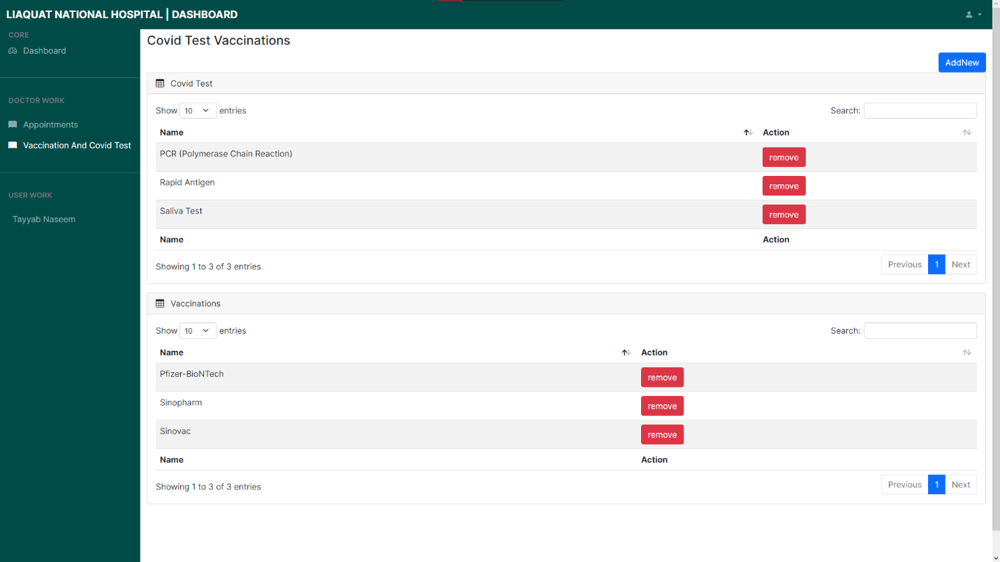 LIAQUAT NATIONAL HOSPITAL | DASHBOARD
CORE
Dashboard
DOCTOR WORK
Appointments
Vaccination And Covid Test
USER WORK
Tayyab Naseem
Covid Test Vaccinations
AddNew
Covid Test
Show 10 entries Search:
Name Action
PCR (Polymerase Chain Reaction) remove
Rapid Antigen remove
Saliva Test remove
Name Action
Showing 1 to 3 of 3 entries Previous 1 Next
Vaccinations
Show 10 entries Search:
Name Action
Pfizer-BioNTech remove
Sinopharm remove
Sinovac remove
Name Action
Showing 1 to 3 of 3 entries Previous 1 Next